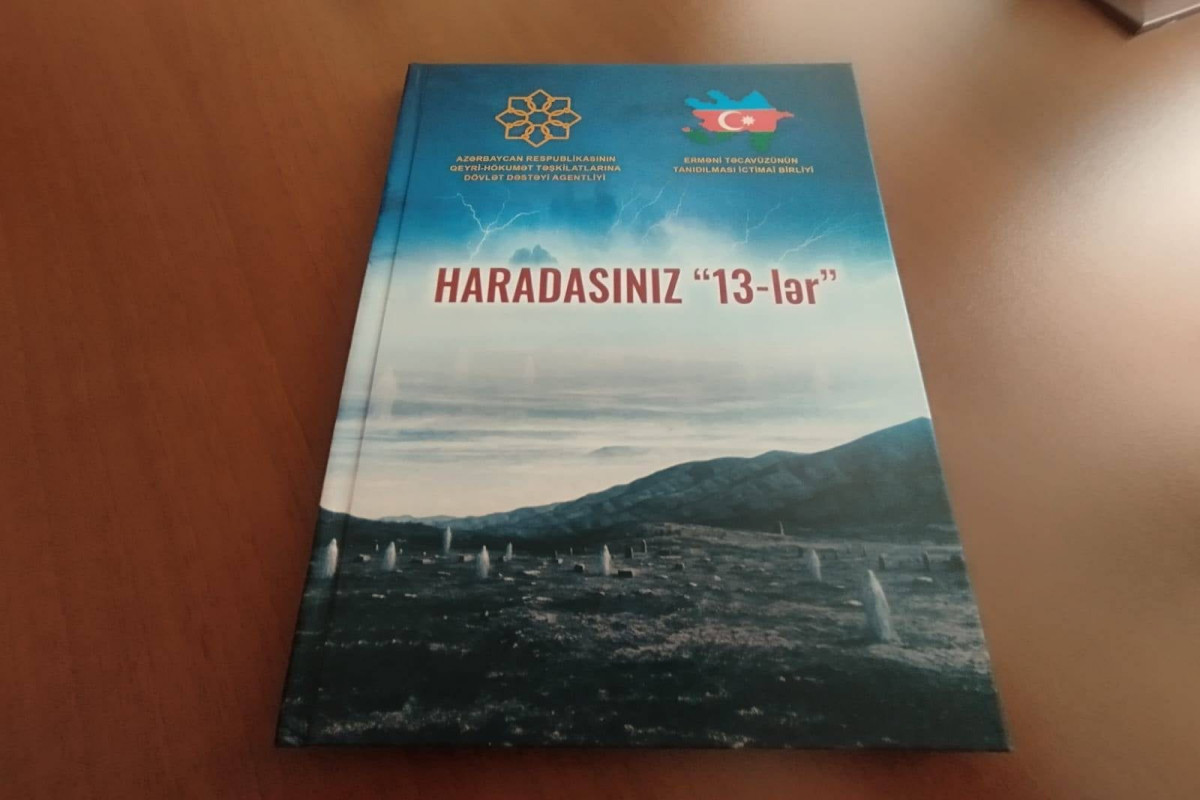 AZƏRBAYCAN RESPUBLİKASININ
QEYRİ-HÖKUMƏT TƏŞKİLATLARINA
DÖVLƏT DƏSTƏYİ AGENTLİYİ
ERMƏNİ TƏCAVÜZÜNÜN
TANIDILMASI İCTİMAİ BİRLİYİ
HARADASINIZ “13-lər”